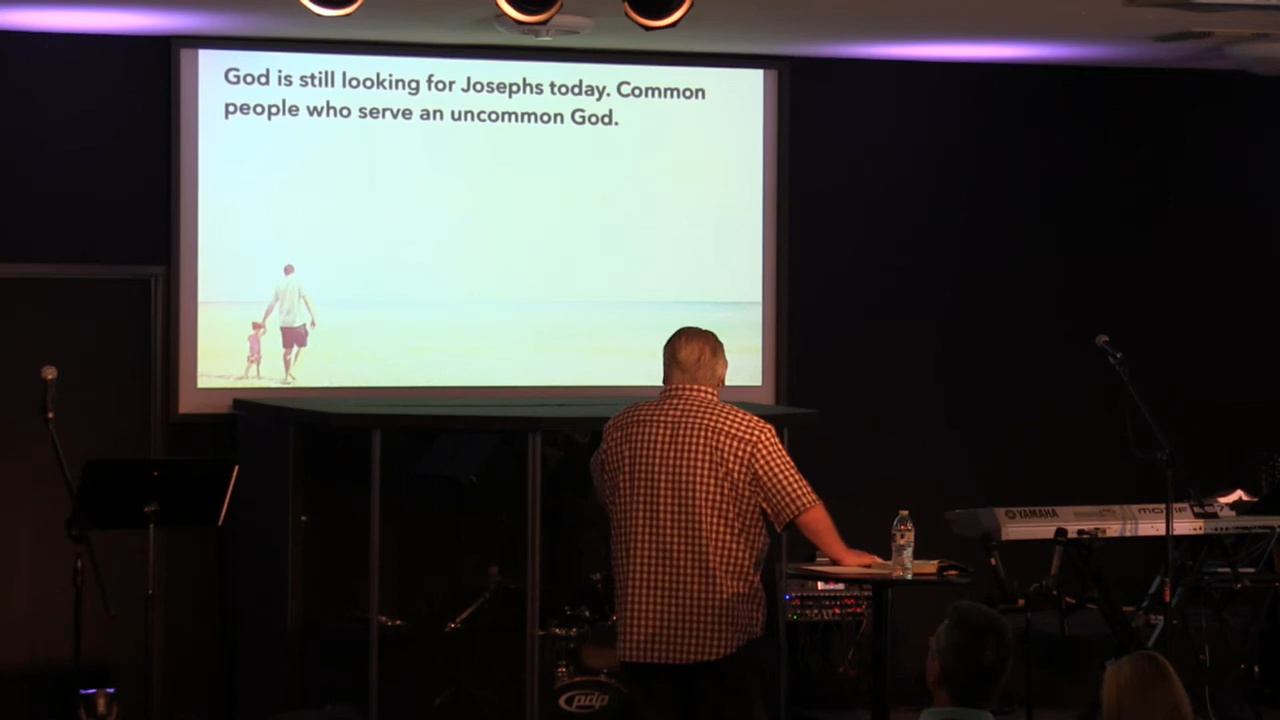 God is still looking for Josephs today. Common
people who serve an uncommon God.
YAMAHA
pdp